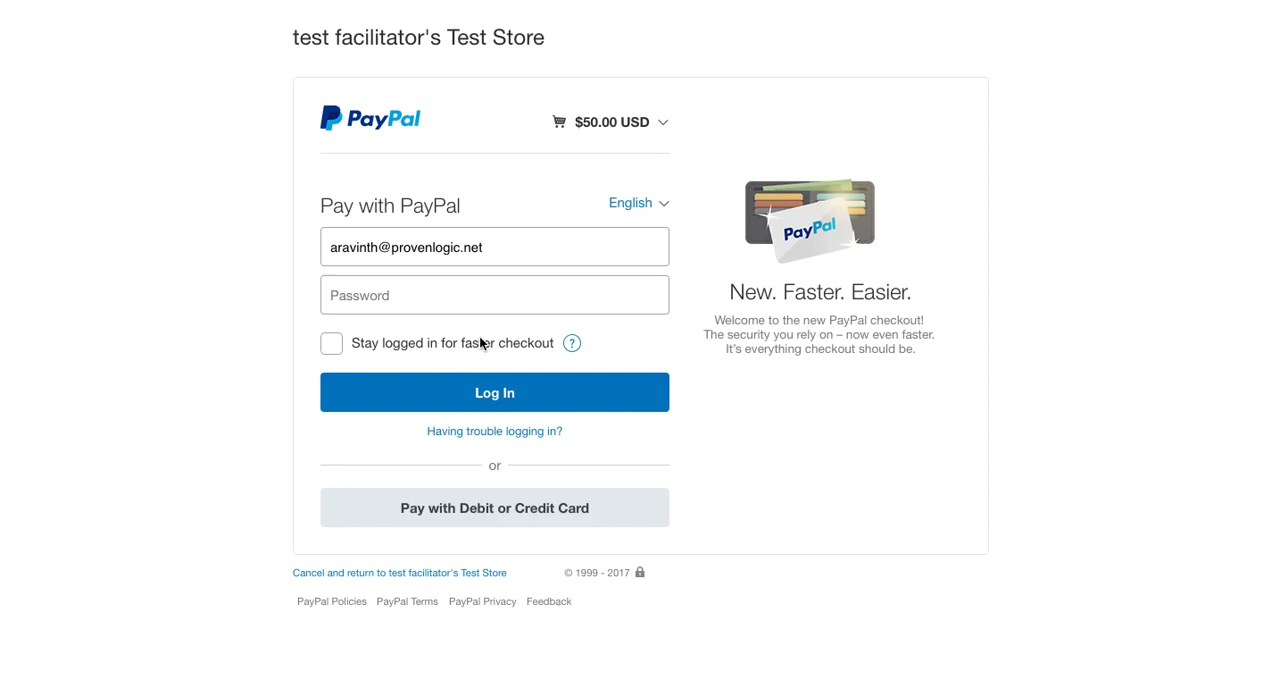 test facilitator's Test Store
PayPal
$50.00 USD
Pay with PayPal
English
aravinth@provenlogic.net
Password
Stay logged in for faster checkout ?
Log In
Having trouble logging in?
or
Pay with Debit or Credit Card
PayPal
New. Faster. Easier.
Welcome to the new PayPal checkout!
The security you rely on – now even faster.
It's everything checkout should be.
Cancel and return to test facilitator's Test Store
© 1999 - 2017
PayPal Policies PayPal Terms PayPal Privacy Feedback